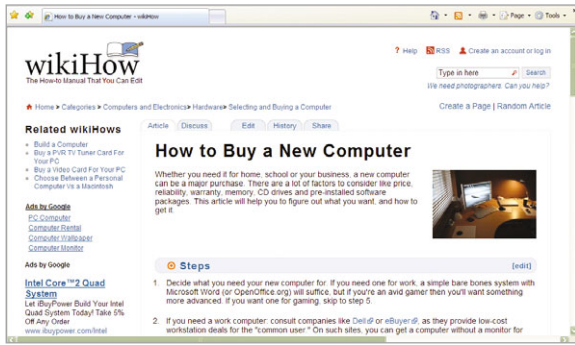 How to Buy a New Computer - wikiHow
Page Tools
wikiHow
The How-to Manual That You Can Edit
? Help RSS Create an account or log in
Type in here Search
We need photographers. Can you help?
Home > Categories > Computers and Electronics > Hardware > Selecting and Buying a Computer
Create a Page | Random Article
Related wikiHows
Build a Computer
Buy a PVR TV Tuner Card For
Your PC
Buy a Video Card For Your PC
Choose Between a Personal
Computer Vs a Macintosh
Ads by Google
PC Computer
Computer Rental
Computer Wallpaper
Computer Monitor
Ads by Google
Intel Core™2 Quad
System
Let iBuyPower Build Your Intel
Quad System Today! Take 5%
Off Any Order
www.ibuypower.com/Intel
Article Discuss Edit History Share
How to Buy a New Computer
Whether you need it for home, school or your business, a new computer
can be a major purchase. There are a lot of factors to consider like price,
reliability, warranty, memory, CD drives and pre-installed software
packages. This article will help you to figure out what you want, and how to
get it.
Steps [edit]
1. Decide what you need your new computer for. If you need one for work, a simple bare bones system with
Microsoft Word (or OpenOffice.org) will suffice, but if you're an avid gamer then you'll want something
more advanced. If you want one for gaming, skip to step 5.
2. If you need a work computer: consult companies like Dell or eBuyer, as they provide low-cost
workstation deals for the "common user." On such sites, you can get a computer without a monitor for